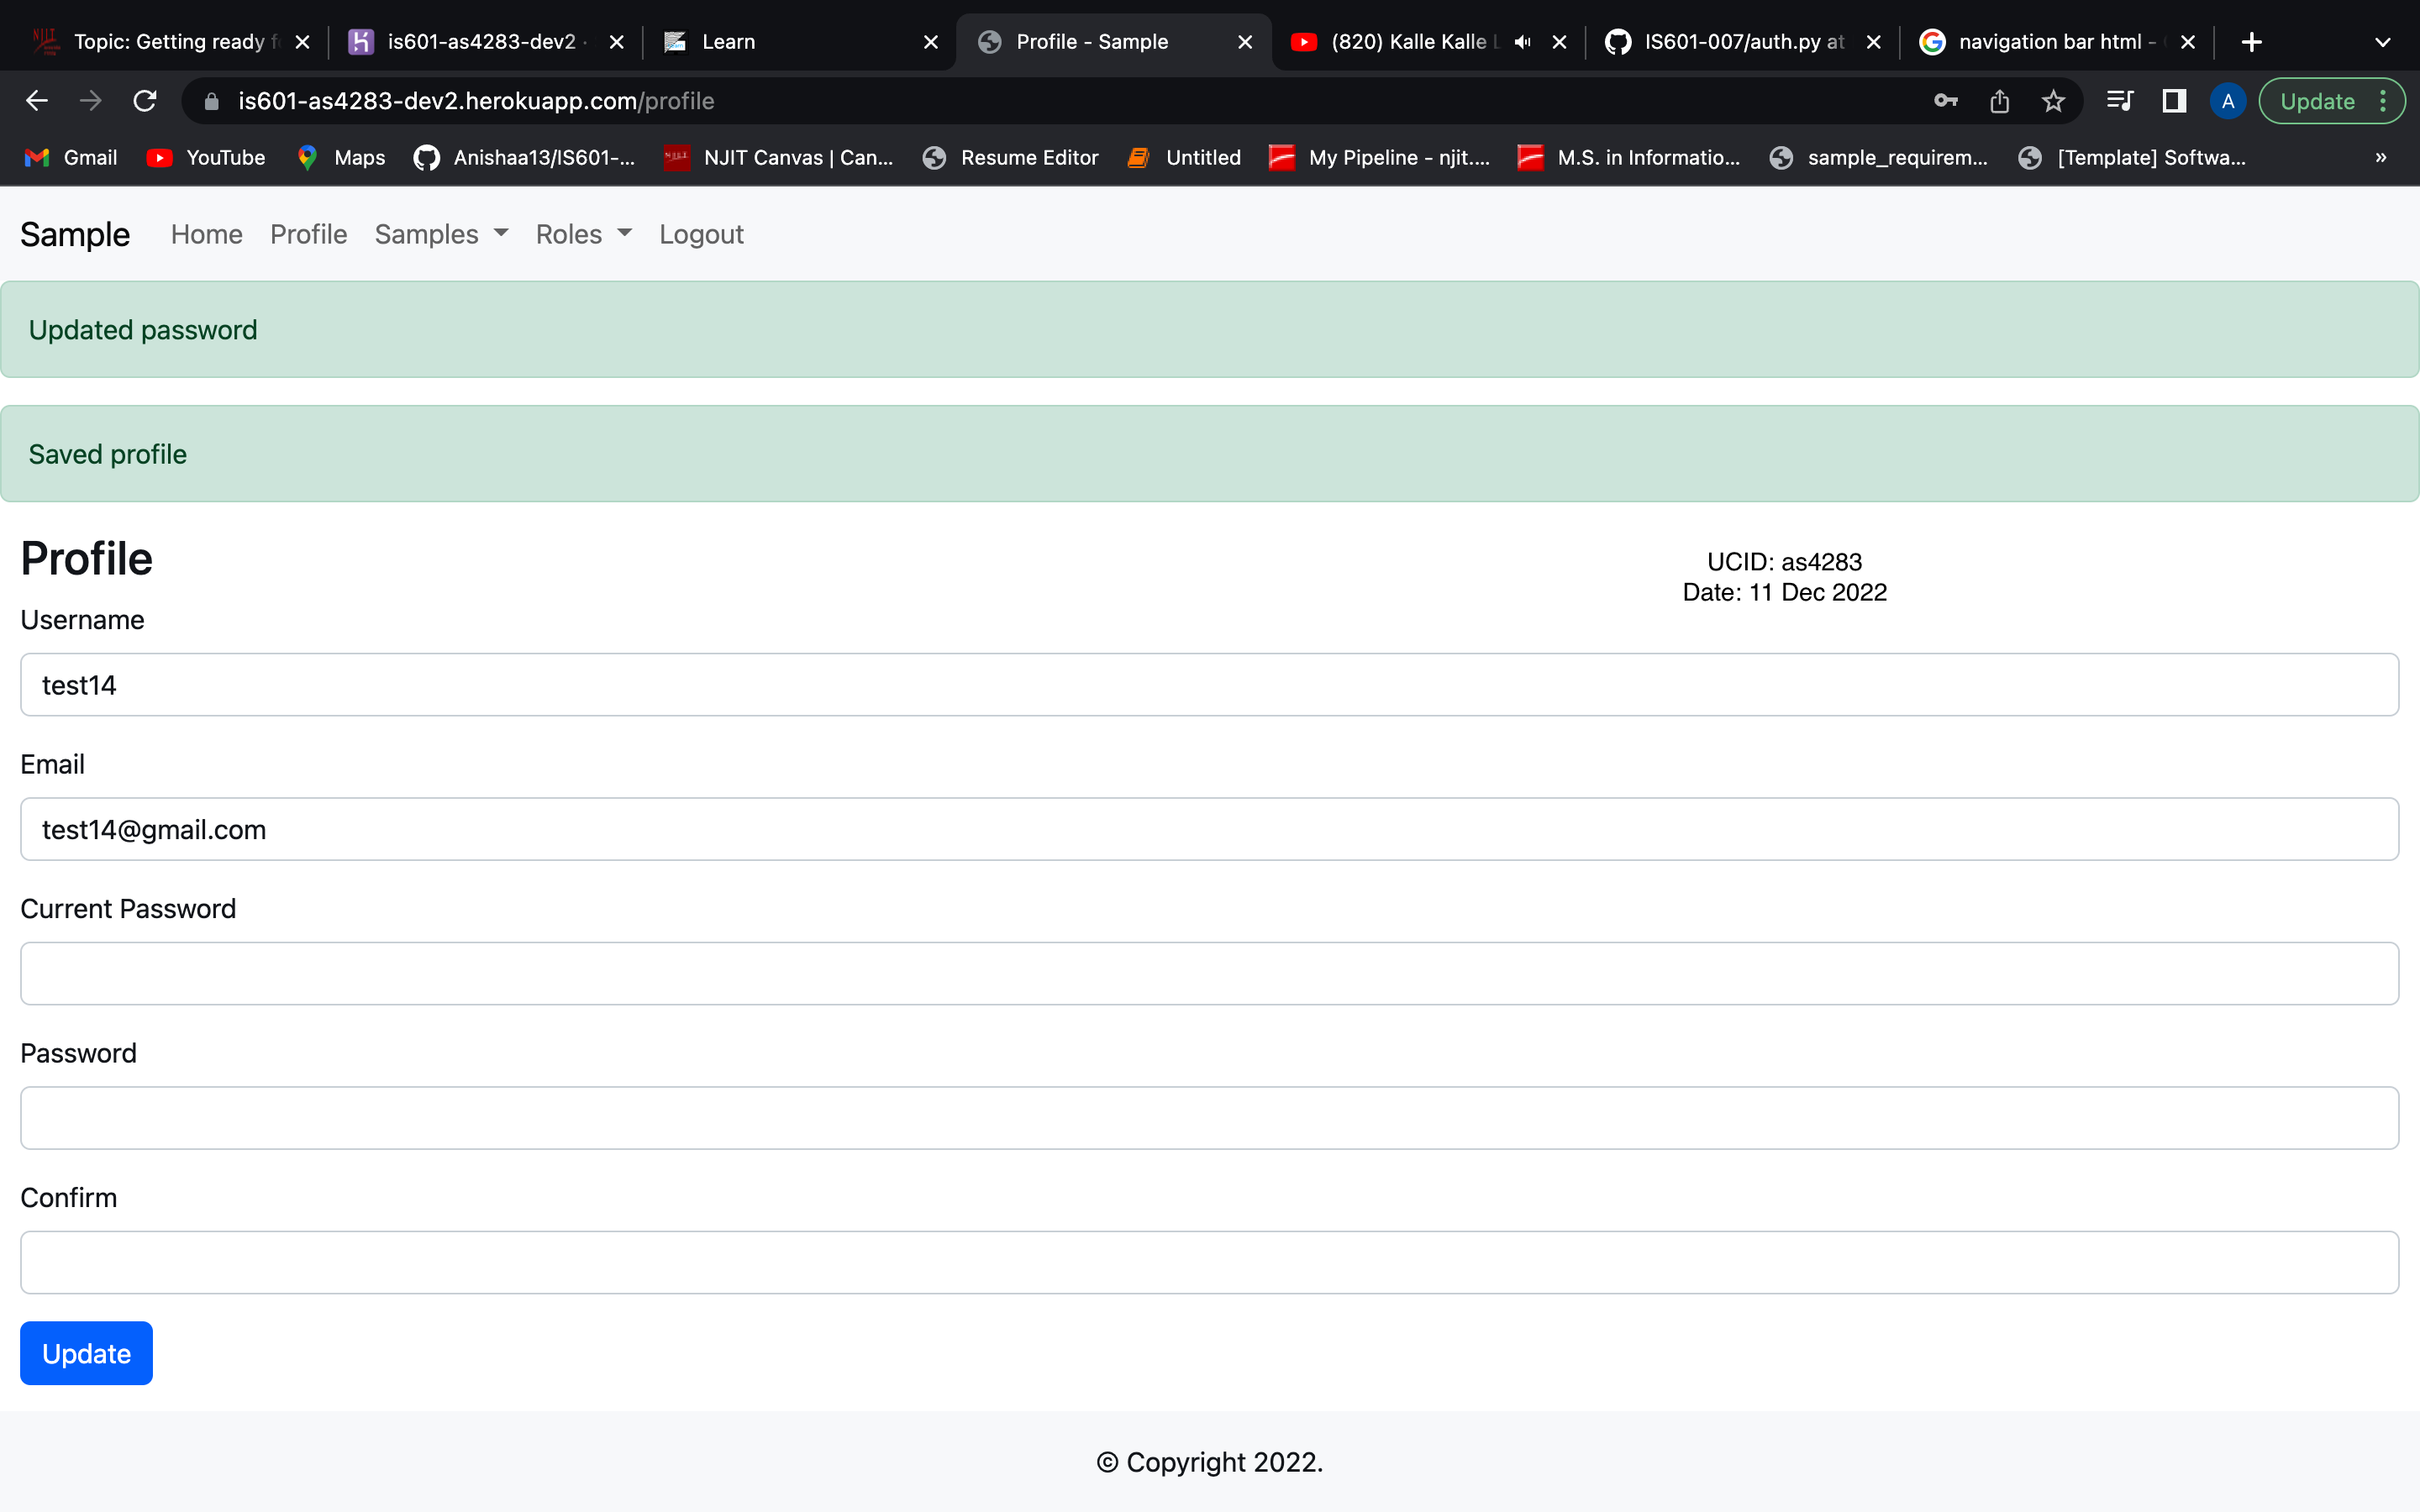 Topic: Getting ready f
is601-as4283-dev2 ·
Learn
Profile - Sample
(820) Kalle Kalle L
IS601-007/auth.py at
navigation bar html -
is601-as4283-dev2.herokuapp.com/profile
A
Update
Gmail
YouTube
Maps
Anishaa13/IS601-...
NJIT Canvas | Can...
Resume Editor
Untitled
My Pipeline - njit....
M.S. in Informatio...
sample_requirem...
[Template] Softwa...
»
Sample
Home
Profile
Samples
Roles
Logout
Updated password
Saved profile
Profile
UCID: as4283
Date: 11 Dec 2022
Username
test14
Email
test14@gmail.com
Current Password
Password
Confirm
Update
© Copyright 2022.